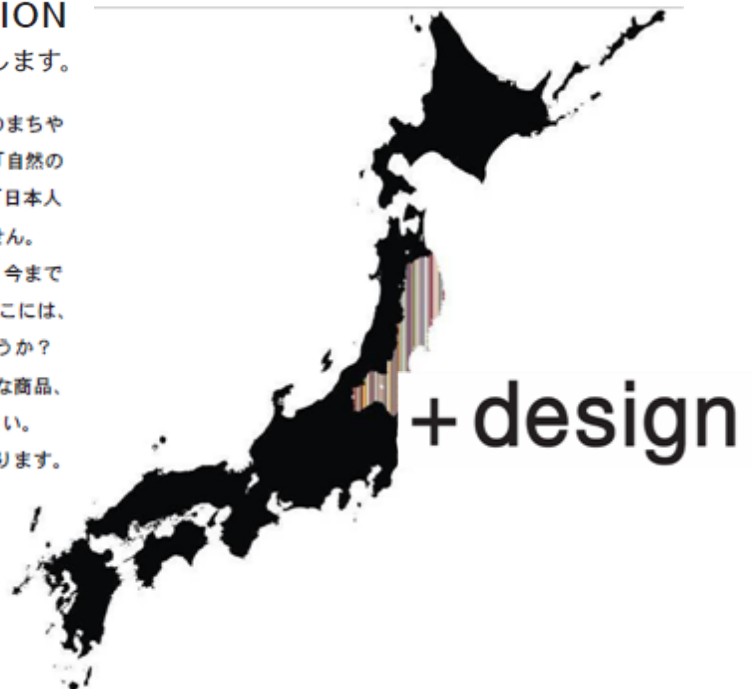 ION
します。
のまちや
「自然の
「日本人
せん。
今まで
こには、
うか？
な商品、
い。
ります。
+ design